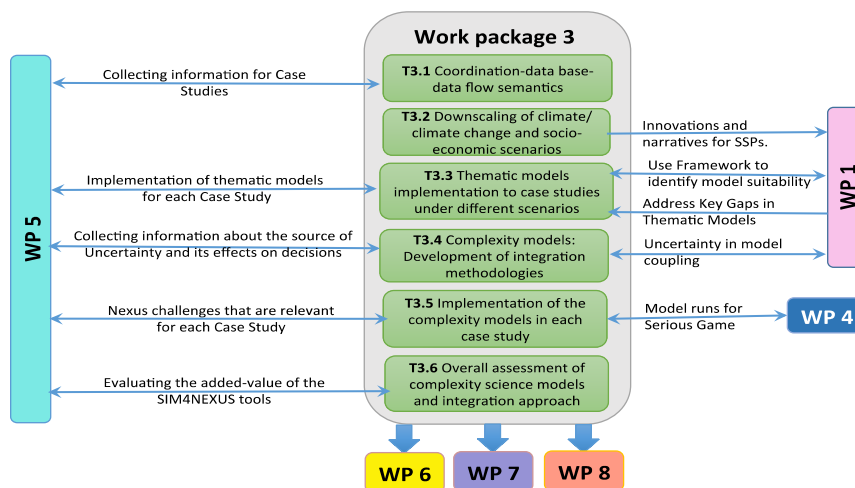 Work package 3
T3.1 Coordination-data base-
data flow semantics
T3.2 Downscaling of climate/
climate change and socio-
economic scenarios
T3.3 Thematic models
implementation to case studies
under different scenarios
T3.4 Complexity models:
Development of integration
methodologies
T3.5 Implementation of the
complexity models in each
case study
T3.6 Overall assessment of
complexity science models
and integration approach
WP 5
Collecting information for Case
Studies
Implementation of thematic models
for each Case Study
Collecting information about the source of
Uncertainty and its effects on decisions
Nexus challenges that are relevant
for each Case Study
Evaluating the added-value of the
SIM4NEXUS tools
Innovations and
narratives for SSPs.
Use Framework to
identify model suitability
Address Key Gaps in
Thematic Models
Uncertainty in model
coupling
Model runs for
Serious Game
WP 1
WP 4
WP 6
WP 7
WP 8